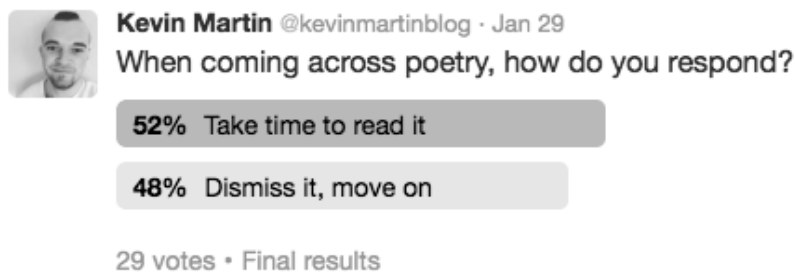 Kevin Martin @kevinmartinblog · Jan 29
When coming across poetry, how do you respond?
52% Take time to read it
48% Dismiss it, move on
29 votes • Final results